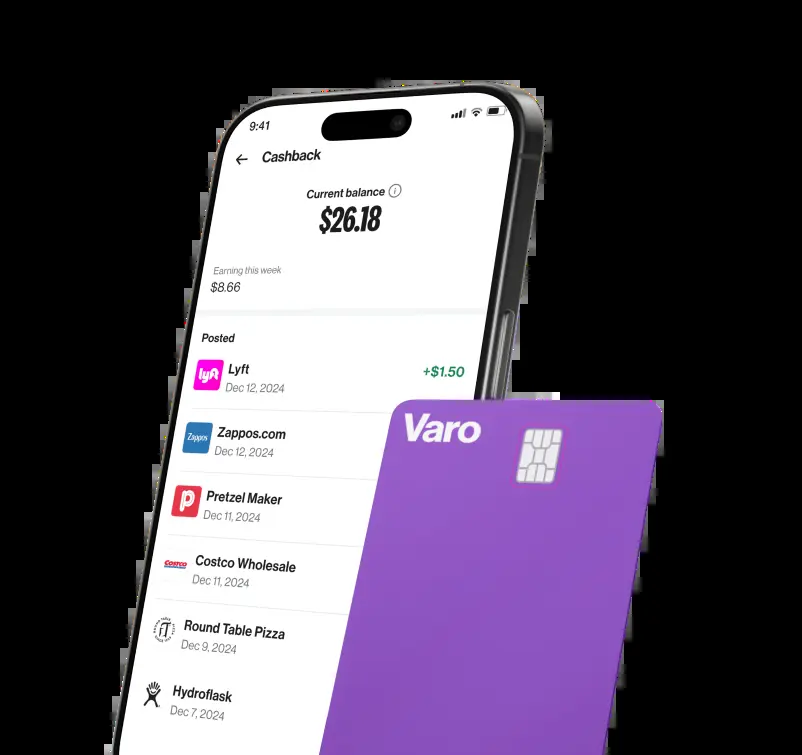 9:41
Cashback
Current balance
$26.18
Earning this week
$8.66
Posted
lyft
Lyft
+$1.50
Dec 12, 2024
Varo
Zappos
Zappos.com
Dec 12, 2024
Pretzel Maker
Dec 11, 2024
Costco
Costco Wholesale
Dec 11, 2024
Round Table Pizza
Dec 9, 2024
Hydroflask
Dec 7, 2024